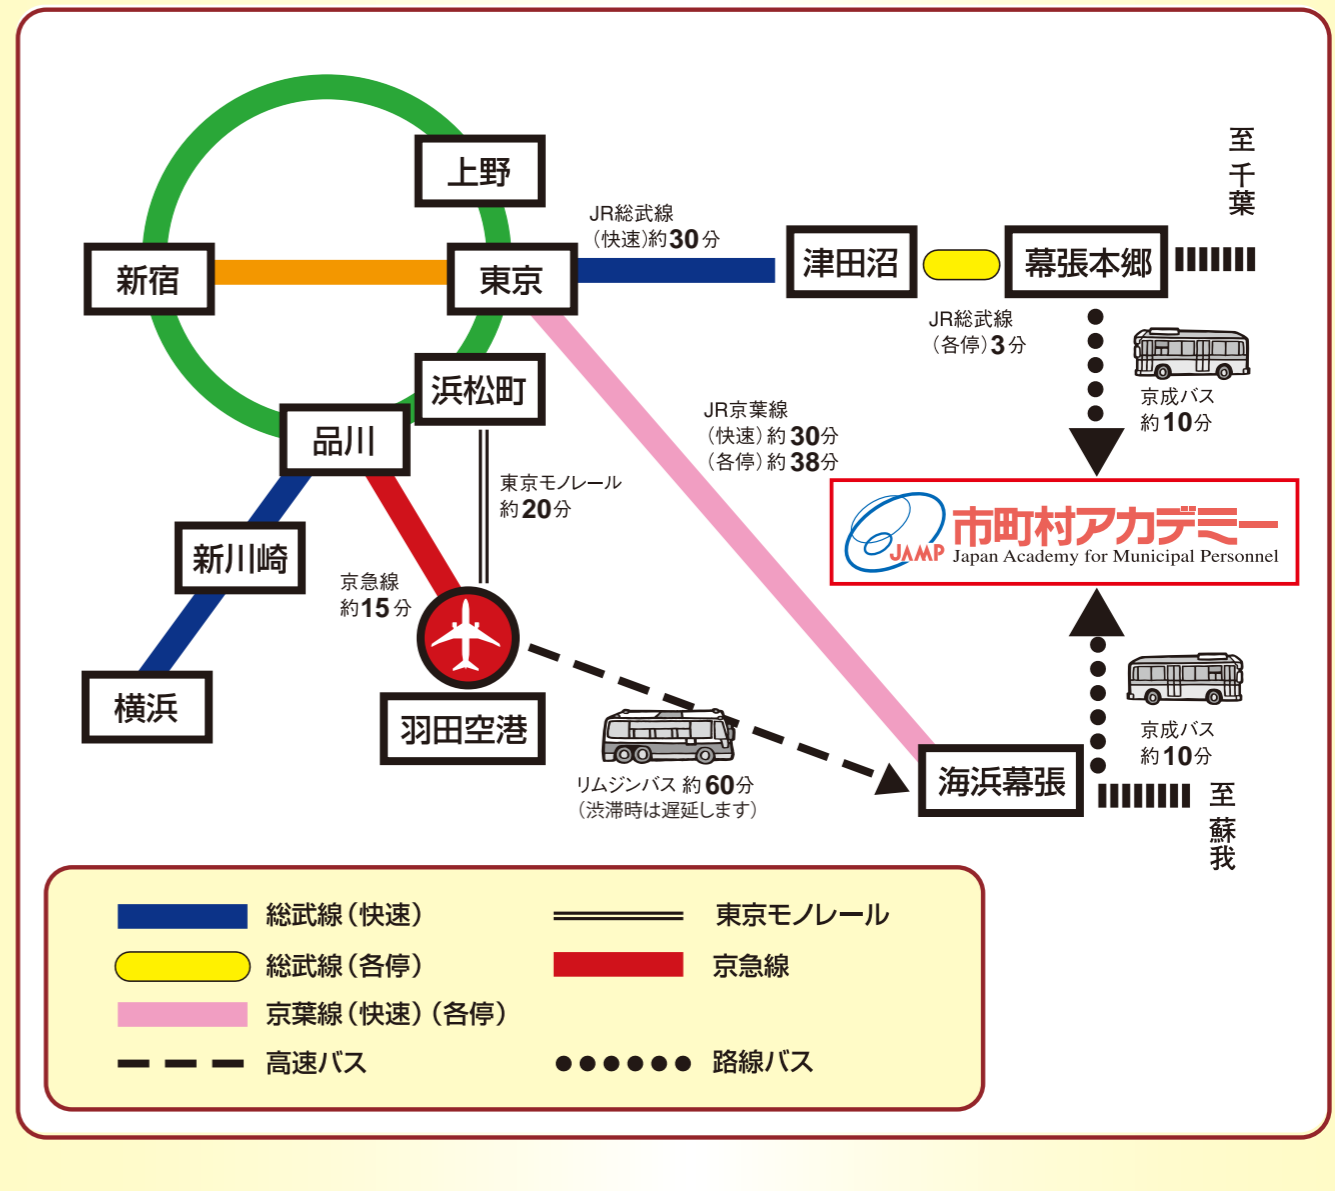 至
千
葉
上野
JR総武線
（快速）約30分
新宿
東京
津田沼
幕張本郷
JR総武線
（各停）3分
京成バス
約10分
浜松町
品川
JR京葉線
（快速）約30分
（各停）約38分
東京モノレール
約20分
JAMP
市町村アカデミー
Japan Academy for Municipal Personnel
新川崎
京急線
約15分
横浜
羽田空港
リムジンバス 約60分
（渋滞時は遅延します）
海浜幕張
京成バス
約10分
至
蘇
我
総武線（快速）
東京モノレール
総武線（各停）
京急線
京葉線（快速）（各停）
高速バス
路線バス